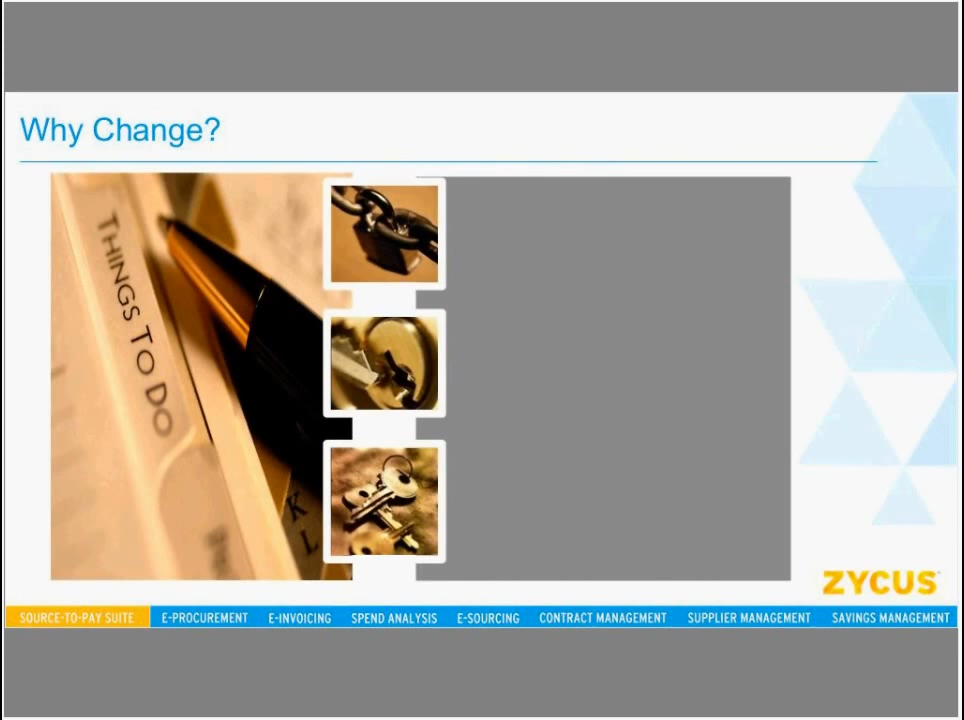 Why Change?
THINGS TO DO
K
L
ZYCUS
SOURCE-TO-PAY SUITE E-PROCUREMENT E-INVOICING SPEND ANALYSIS E-SOURCING CONTRACT MANAGEMENT SUPPLIER MANAGEMENT SAVINGS MANAGEMENT